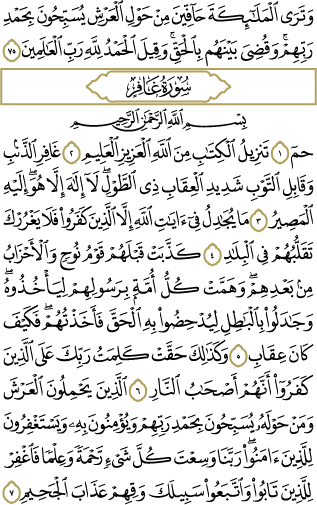 وَتَرَى ٱلْمَلَٰٓئِكَةَ حَآفِّينَ مِنْ حَوْلِ ٱلْعَرْشِ يُسَبِّحُونَ بِحَمْدِ
رَبِّهِمْ ۖ وَقُضِيَ بَيْنَهُم بِٱلْحَقِّ ۖ وَقِيلَ ٱلْحَمْدُ لِلَّهِ رَبِّ ٱلْعَٰلَمِينَ ٧٥
سُورَةُ غَافِرٍ
بِسْمِ ٱللَّهِ ٱلرَّحْمَٰنِ ٱلرَّحِيمِ
حمٓ ١ تَنزِيلُ ٱلْكِتَٰبِ مِنَ ٱللَّهِ ٱلْعَزِيزِ ٱلْعَلِيمِ ٢ غَافِرِ ٱلذَّنۢبِ
وَقَابِلِ ٱلتَّوْبِ شَدِيدِ ٱلْعِقَابِ ذِى ٱلطَّوْلِ ۖ لَآ إِلَٰهَ إِلَّا هُوَ ۖ إِلَيْهِ
ٱلْمَصِيرُ ٣ مَا يُجَٰدِلُ فِىٓ ءَايَٰتِ ٱللَّهِ إِلَّا ٱلَّذِينَ كَفَرُوا۟ فَلَا يَغْرُرْكَ
تَقَلُّبُهُمْ فِى ٱلْبِلَٰدِ ٤ كَذَّبَتْ قَبْلَهُمْ قَوْمُ نُوحٍ وَٱلْأَحْزَابُ
مِنۢ بَعْدِهِمْ ۖ وَهَمَّتْ كُلُّ أُمَّةٍۭ بِرَسُولِهِمْ لِيَأْخُذُوهُ ۖ
وَجَٰدَلُوا۟ بِٱلْبَٰطِلِ لِيُدْحِضُوا۟ بِهِ ٱلْحَقَّ فَأَخَذْتُهُمْ ۖ فَكَيْفَ
كَانَ عِقَابِ ٥ وَكَذَٰلِكَ حَقَّتْ كَلِمَتُ رَبِّكَ عَلَى ٱلَّذِينَ
كَفَرُوٓا۟ أَنَّهُمْ أَصْحَٰبُ ٱلنَّارِ ٦ ٱلَّذِينَ يَحْمِلُونَ ٱلْعَرْشَ
وَمَنْ حَوْلَهُۥ يُسَبِّحُونَ بِحَمْدِ رَبِّهِمْ وَيُؤْمِنُونَ بِهِۦ وَيَسْتَغْفِرُونَ
لِلَّذِينَ ءَامَنُوا۟ رَبَّنَا وَسِعْتَ كُلَّ شَىْءٍ رَّحْمَةً وَعِلْمًا فَٱغْفِرْ
لِلَّذِينَ تَابُوا۟ وَٱتَّبَعُوا۟ سَبِيلَكَ وَقِهِمْ عَذَابَ ٱلْجَحِيمِ ٧